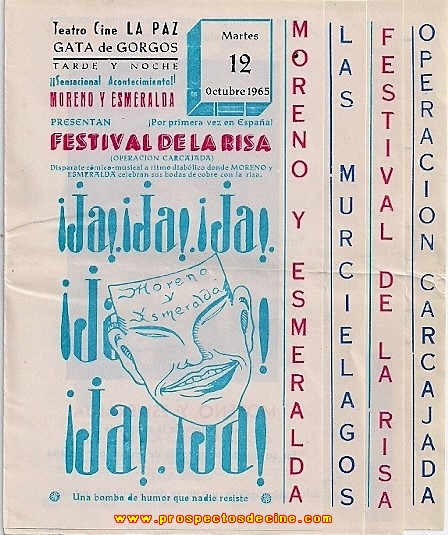 Teatro Cine LA PAZ
GATA de GORGOS
TARDE Y NOCHE
¡¡Sensacional Acontecimiento!!
MORENO Y ESMERALDA
Martes
12
Octubre 1965
PRESENTAN ¡Por primera vez en España!
FESTIVAL DE LA RISA
(OPERACION CARCAJADA)
Disparate cómico-musical a ritmo diabólico donde MORENO y
ESMERALDA celebran sus bodas de cobre con la risa.
¡Ja!.¡Ja!.¡Ja!.
¡Ja!
¡Ja!.¡Ja!
Moreno
y
Esmeralda
Una bomba de humor que nadie resiste
MORENO Y ESMERALDA
LAS MURCIELAGOS
FESTIVAL DE LA RISA
OPERACION CARCAJADA
www.prospectosdecine.com